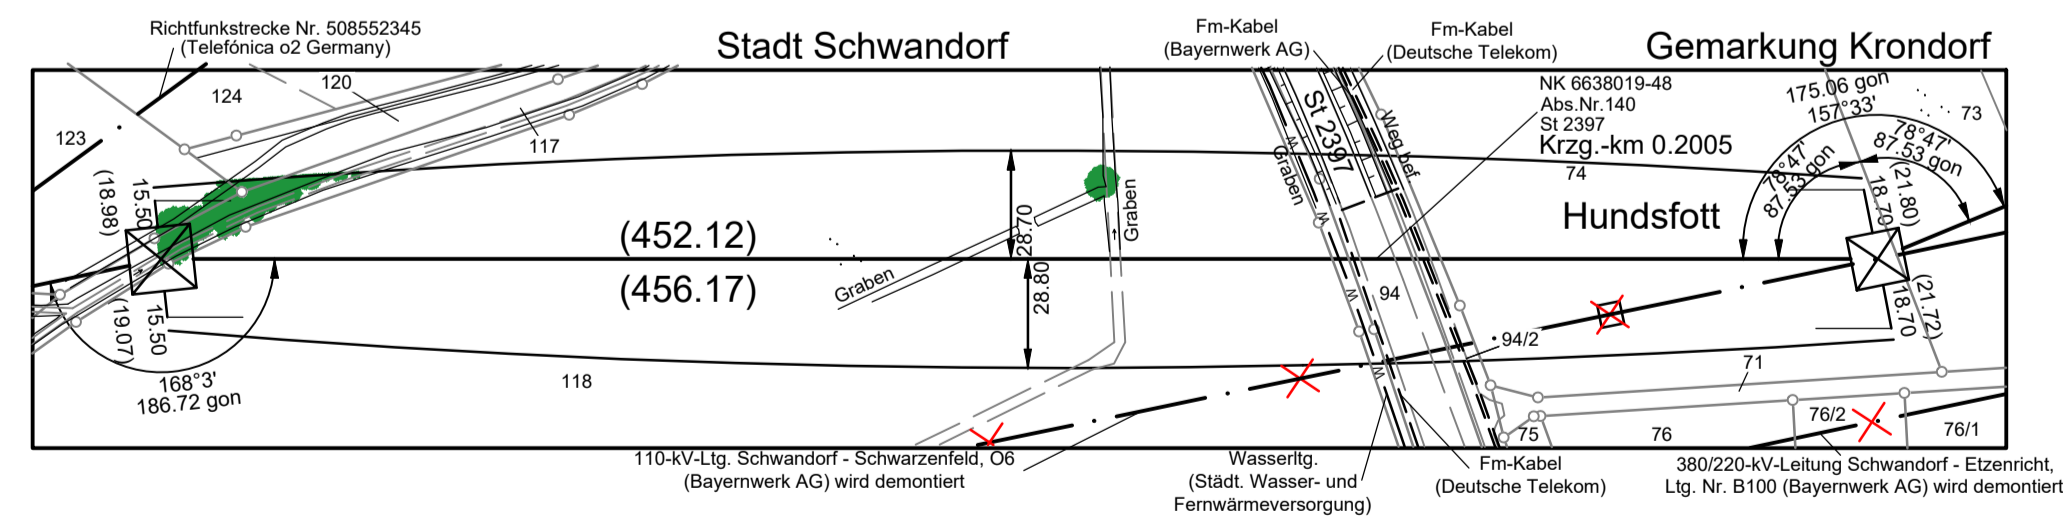 Richtfunkstrecke Nr. 508552345
(Telefónica o2 Germany)
Stadt Schwandorf
Fm-Kabel
(Bayernwerk AG)
Fm-Kabel
(Deutsche Telekom)
Gemarkung Krondorf
NK 6638019-48
Abs.Nr.140
St 2397
Krzg.-km 0.2005
175.06 gon
157°33'
78°47'
87.53 gon
78°47'
87.53 gon
73
120
124
123
117
74
St 2397
Weg bef.
Graben
W
W
W
W
Hundsfott
(18.98)
15.50
(452.12)
(456.17)
28.70
28.80
Graben
Graben
18.70
(21.80)
18.70
(21.72)
94
94/2
(19.07)
15.50
168°3'
186.72 gon
118
71
75
76
76/2
76/1
110-kV-Ltg. Schwandorf - Schwarzenfeld, O6
(Bayernwerk AG) wird demontiert
Wasserltg.
(Städt. Wasser- und
Fernwärmeversorgung)
Fm-Kabel
(Deutsche Telekom)
380/220-kV-Leitung Schwandorf - Etzenricht,
Ltg. Nr. B100 (Bayernwerk AG) wird demontiert